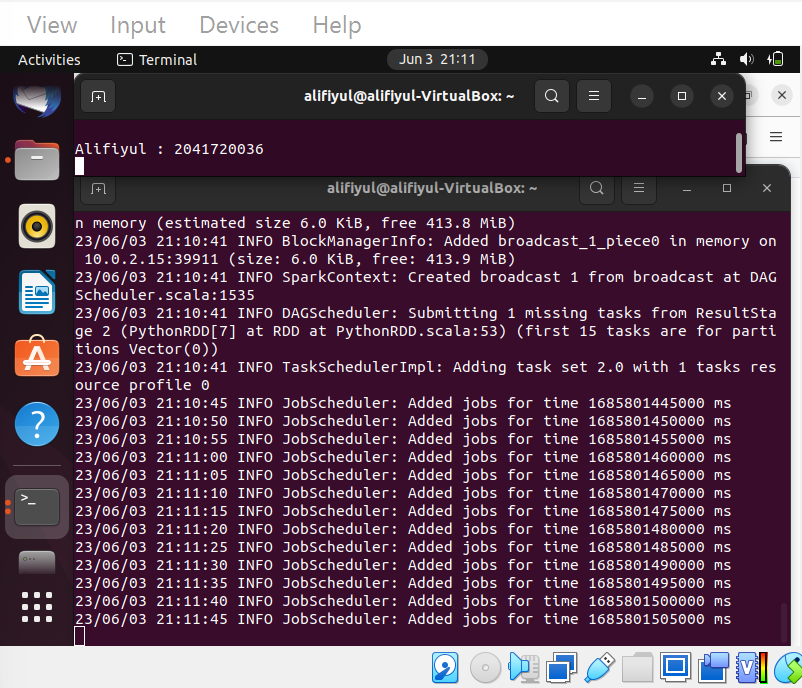 View Input Devices Help
Activities Terminal Jun 3 21:11
alifiyul@alifiyul-VirtualBox: ~
Alifiyul : 2041720036
alifiyul@alifiyul-VirtualBox: ~
n memory (estimated size 6.0 KiB, free 413.8 MiB)
23/06/03 21:10:41 INFO BlockManagerInfo: Added broadcast_1_piece0 in memory on
 10.0.2.15:39911 (size: 6.0 KiB, free: 413.9 MiB)
23/06/03 21:10:41 INFO SparkContext: Created broadcast 1 from broadcast at DAG
Scheduler.scala:1535
23/06/03 21:10:41 INFO DAGScheduler: Submitting 1 missing tasks from ResultSta
ge 2 (PythonRDD[7] at RDD at PythonRDD.scala:53) (first 15 tasks are for parti
tions Vector(0))
23/06/03 21:10:41 INFO TaskSchedulerImpl: Adding task set 2.0 with 1 tasks res
ource profile 0
23/06/03 21:10:45 INFO JobScheduler: Added jobs for time 1685801445000 ms
23/06/03 21:10:50 INFO JobScheduler: Added jobs for time 1685801450000 ms
23/06/03 21:10:55 INFO JobScheduler: Added jobs for time 1685801455000 ms
23/06/03 21:11:00 INFO JobScheduler: Added jobs for time 1685801460000 ms
23/06/03 21:11:05 INFO JobScheduler: Added jobs for time 1685801465000 ms
23/06/03 21:11:10 INFO JobScheduler: Added jobs for time 1685801470000 ms
23/06/03 21:11:15 INFO JobScheduler: Added jobs for time 1685801475000 ms
23/06/03 21:11:20 INFO JobScheduler: Added jobs for time 1685801480000 ms
23/06/03 21:11:25 INFO JobScheduler: Added jobs for time 1685801485000 ms
23/06/03 21:11:30 INFO JobScheduler: Added jobs for time 1685801490000 ms
23/06/03 21:11:35 INFO JobScheduler: Added jobs for time 1685801495000 ms
23/06/03 21:11:40 INFO JobScheduler: Added jobs for time 1685801500000 ms
23/06/03 21:11:45 INFO JobScheduler: Added jobs for time 1685801505000 ms